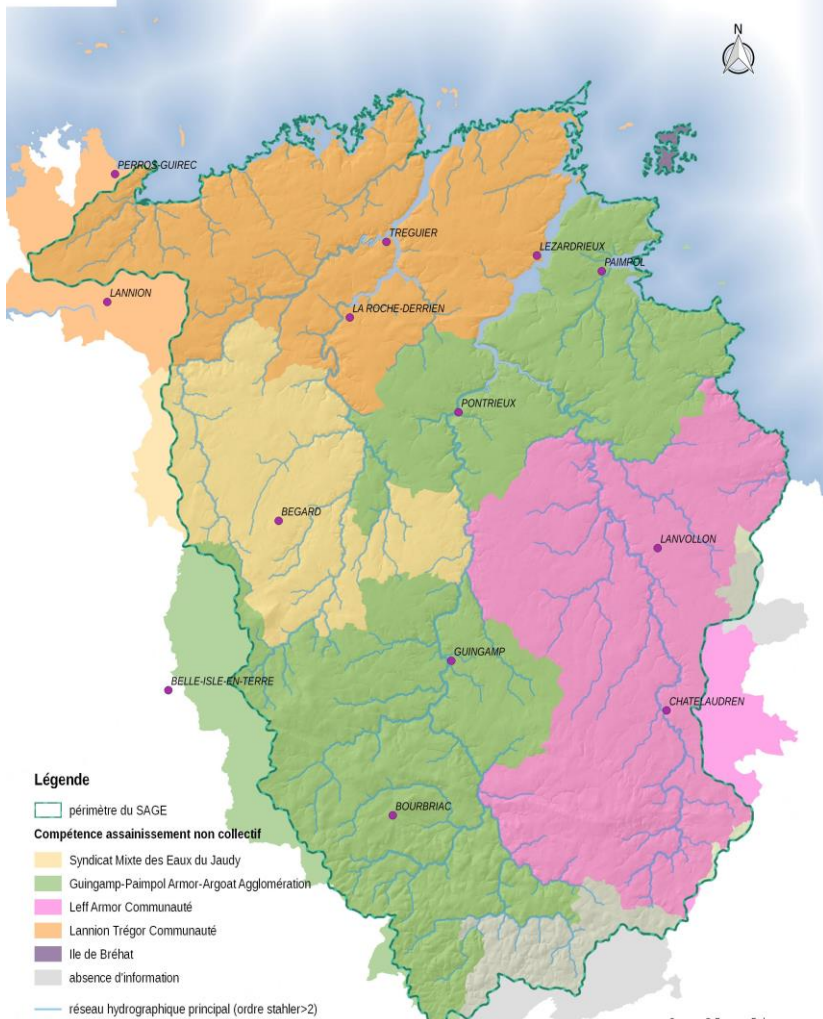 N
PERROS-GUIREC
TREGUIER
LEZARDRIEUX
PAIMPOL
LANNION
LA ROCHE-DERRIEN
PONTRIEUX
BEGARD
LANVOLLON
GUINGAMP
BELLE-ISLE-EN-TERRE
CHATELAUDREN
BOURBRIAC
Légende
périmètre du SAGE
Compétence assainissement non collectif
Syndicat Mixte des Eaux du Jaudy
Guingamp-Paimpol Armor-Argoat Agglomération
Leff Armor Communauté
Lannion Trégor Communauté
Ile de Bréhat
absence d'information
réseau hydrographique principal (ordre stahler>2)